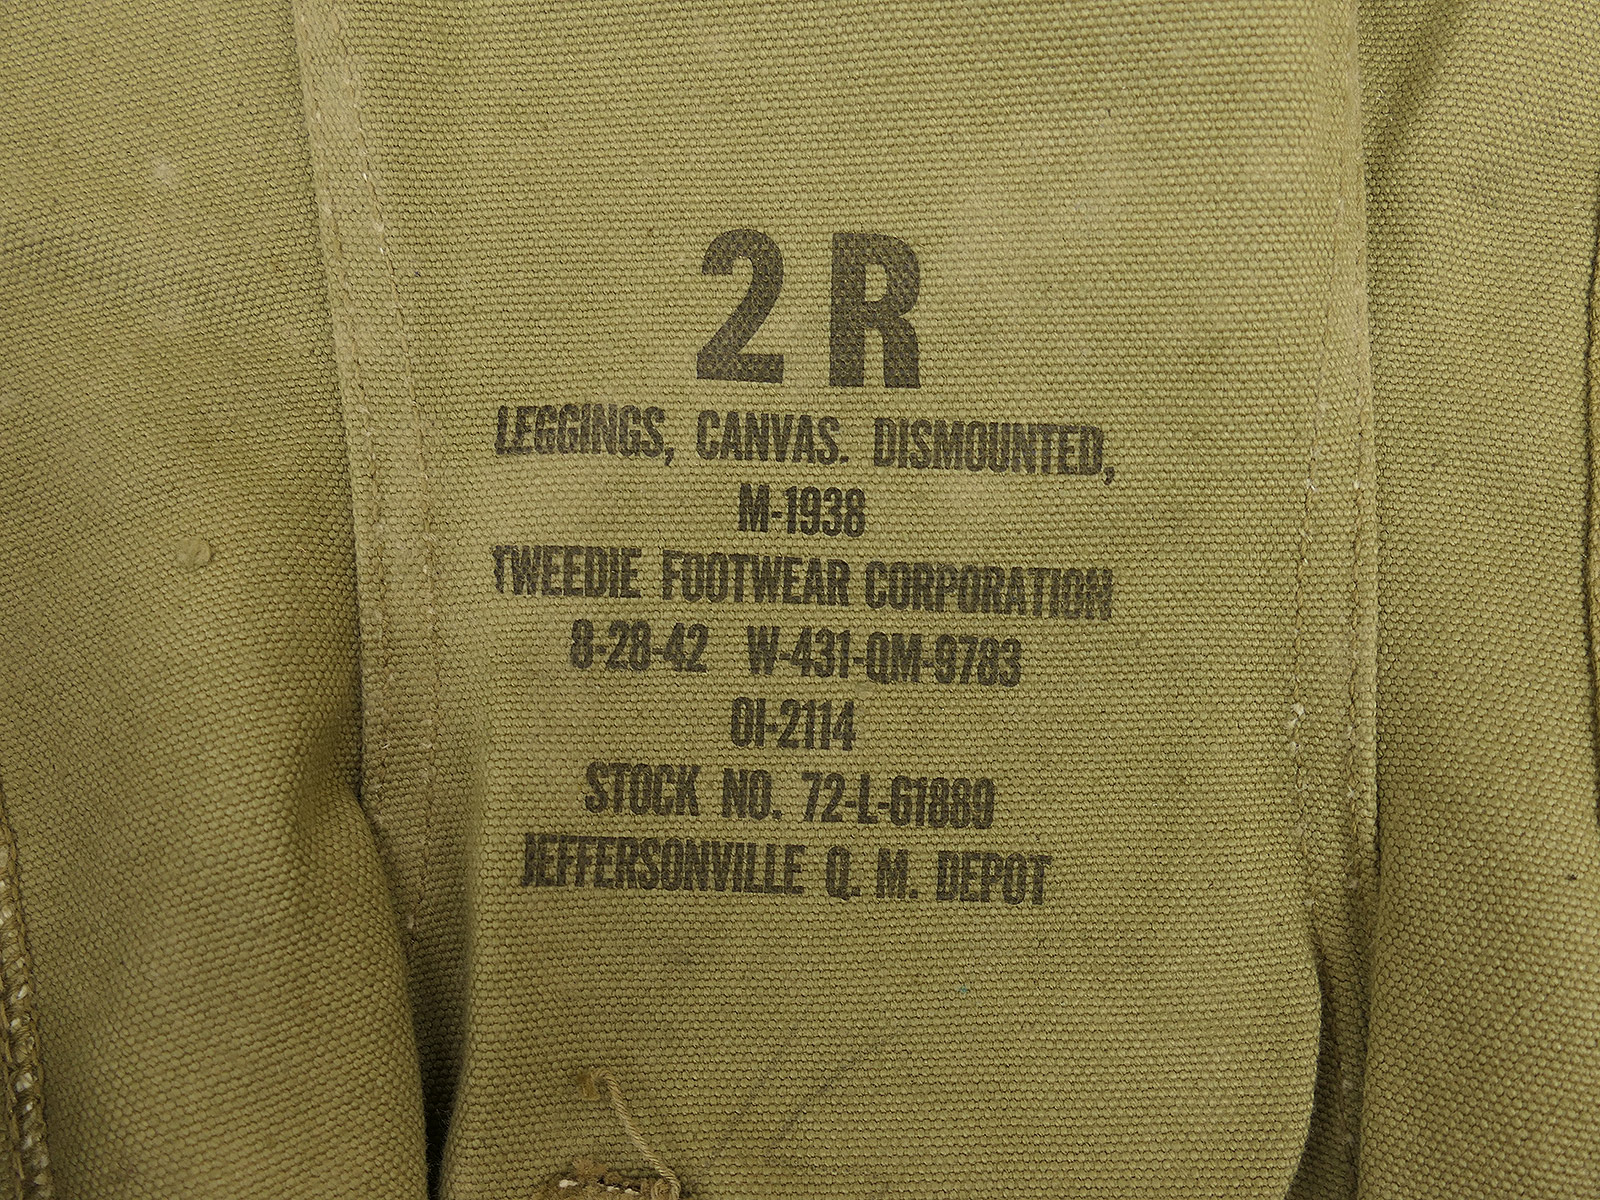 2 R
LEGGINGS, CANVAS. DISMOUNTED,
M-1938
TWEEDIE FOOTWEAR CORPORATION
8-28-42 W-431-QM-9783
OI-2114
STOCK NO. 72-L-61889
JEFFERSONVILLE Q. M. DEPOT